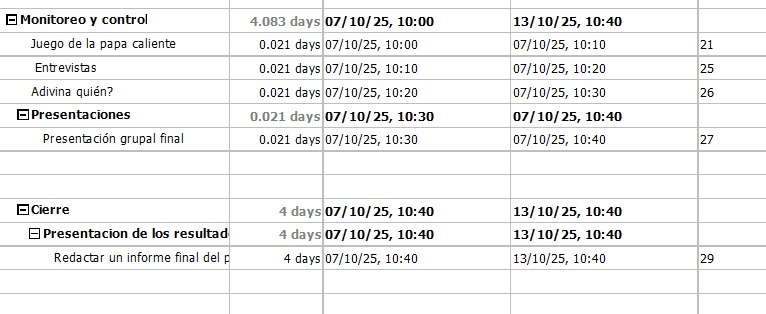 Monitoreo y control 4.083 days 07/10/25, 10:00 13/10/25, 10:40
Juego de la papa caliente 0.021 days 07/10/25, 10:00 07/10/25, 10:10 21
Entrevistas 0.021 days 07/10/25, 10:10 07/10/25, 10:20 25
Adivina quién? 0.021 days 07/10/25, 10:20 07/10/25, 10:30 26
Presentaciones 0.021 days 07/10/25, 10:30 07/10/25, 10:40
Presentación grupal final 0.021 days 07/10/25, 10:30 07/10/25, 10:40 27
Cierre 4 days 07/10/25, 10:40 13/10/25, 10:40
Presentacion de los resultad 4 days 07/10/25, 10:40 13/10/25, 10:40
Redactar un informe final del p 4 days 07/10/25, 10:40 13/10/25, 10:40 29